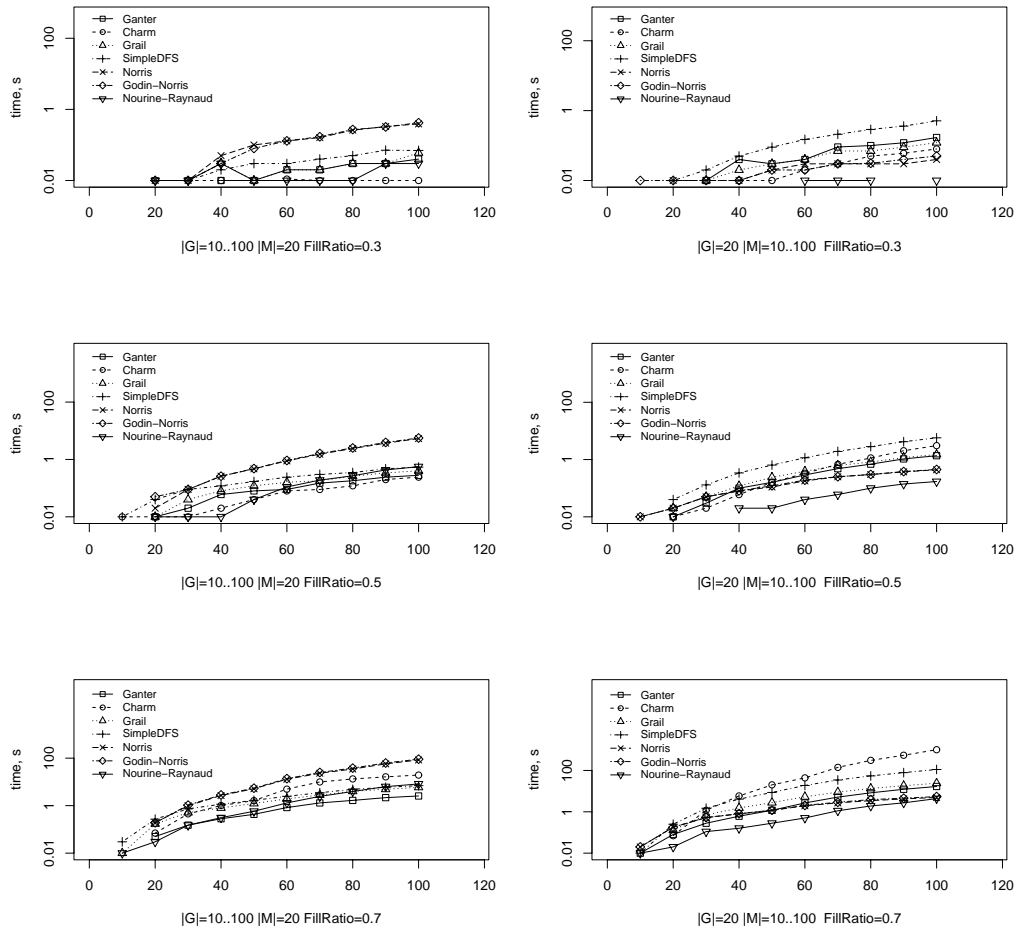 Ganter
Charm
Grail
SimpleDFS
Norris
Godin−Norris
Nourine−Raynaud
time, s
0.01 1 100
0 20 40 60 80 100 120
|G|=10..100 |M|=20 FillRatio=0.3
Ganter
Charm
Grail
SimpleDFS
Norris
Godin−Norris
Nourine−Raynaud
time, s
0.01 1 100
0 20 40 60 80 100 120
|G|=20 |M|=10..100 FillRatio=0.3
Ganter
Charm
Grail
SimpleDFS
Norris
Godin−Norris
Nourine−Raynaud
time, s
0.01 1 100
0 20 40 60 80 100 120
|G|=10..100 |M|=20 FillRatio=0.5
Ganter
Charm
Grail
SimpleDFS
Norris
Godin−Norris
Nourine−Raynaud
time, s
0.01 1 100
0 20 40 60 80 100 120
|G|=20 |M|=10..100 FillRatio=0.5
Ganter
Charm
Grail
SimpleDFS
Norris
Godin−Norris
Nourine−Raynaud
time, s
0.01 1 100
0 20 40 60 80 100 120
|G|=10..100 |M|=20 FillRatio=0.7
Ganter
Charm
Grail
SimpleDFS
Norris
Godin−Norris
Nourine−Raynaud
time, s
0.01 1 100
0 20 40 60 80 100 120
|G|=20 |M|=10..100 FillRatio=0.7